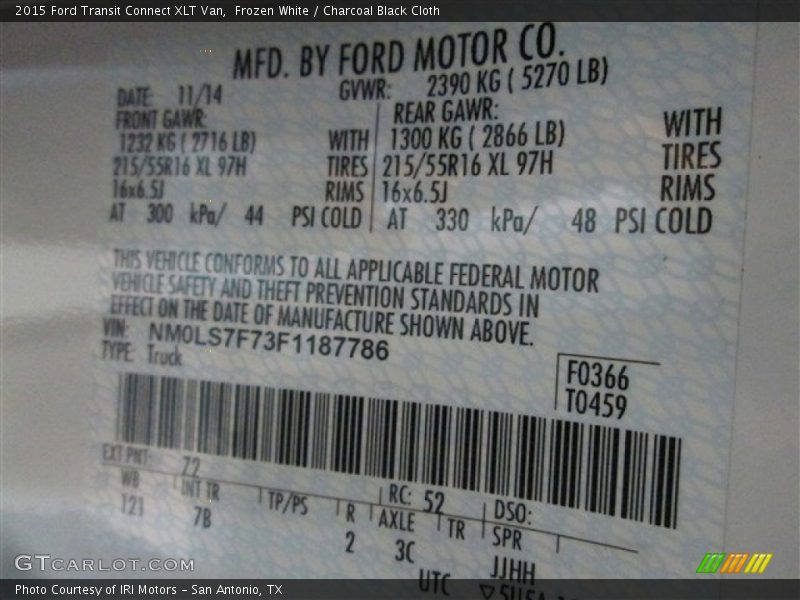 2015 Ford Transit Connect XLT Van,  Frozen White / Charcoal Black Cloth
MFD. BY FORD MOTOR CO.
DATE: 11/14 GVWR: 2390 KG ( 5270 LB)
FRONT GAWR: REAR GAWR:
1232 KG ( 2716 LB) WITH 1300 KG ( 2866 LB) WITH
215/55R16 XL 97H TIRES 215/55R16 XL 97H TIRES
16x6.5J RIMS 16x6.5J RIMS
AT 300 kPa/ 44 PSI COLD AT 330 kPa/ 48 PSI COLD
THIS VEHICLE CONFORMS TO ALL APPLICABLE FEDERAL MOTOR
VEHICLE SAFETY AND THEFT PREVENTION STANDARDS IN
EFFECT ON THE DATE OF MANUFACTURE SHOWN ABOVE.
VIN: NM0LS7F73F1187786
TYPE: Truck
F0366
T0459
EXT PNT: 72 RC: 52 DSO:
WB INT TR TP/PS R AXLE TR SPR
121 7B 2 3C JJHH
UTC
GTCARLOT.COM
Photo Courtesy of IRI Motors – San Antonio, TX